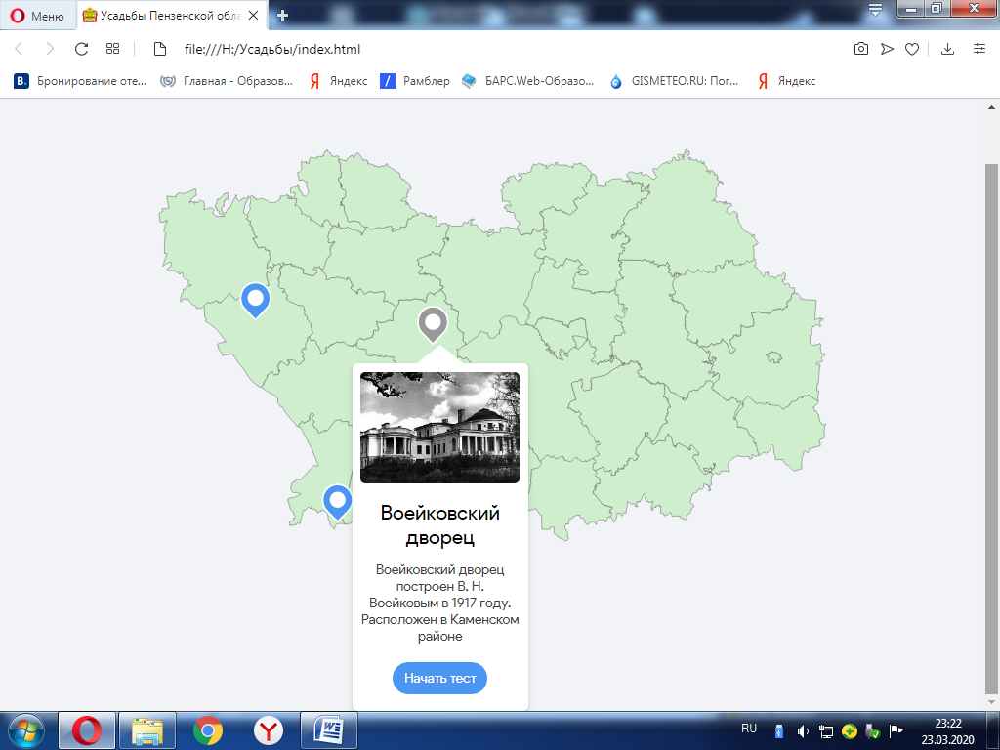 Меню
Усадьбы Пензенской обла
file:///H:/Усадьбы/index.html
B. Бронирование оте...
Главная - Образов...
Я Яндекс
Рамблер
БАРС.Web-Образо...
GISMETEO.RU: Пог...
Я Яндекс
Воейковский
дворец
Воейковский дворец
построен В. Н.
Воейковым в 1917 году.
Расположен в Каменском
районе
Начать тест
RU
23:22
23.03.2020